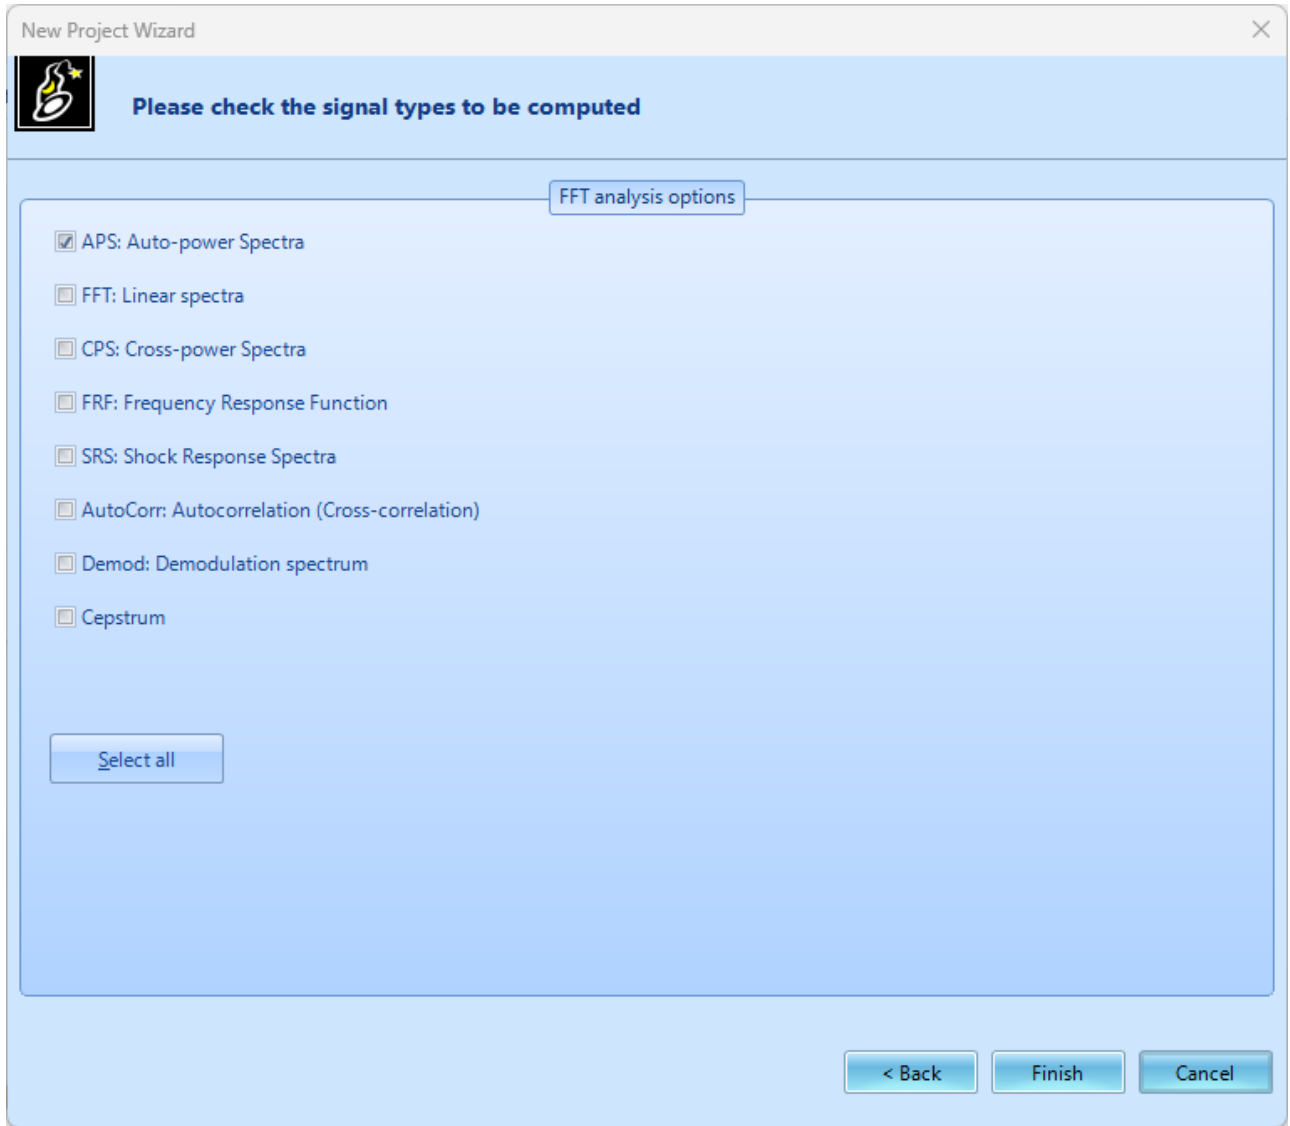 New Project Wizard
Please check the signal types to be computed
FFT analysis options
APS: Auto-power Spectra
FFT: Linear spectra
CPS: Cross-power Spectra
FRF: Frequency Response Function
SRS: Shock Response Spectra
AutoCorr: Autocorrelation (Cross-correlation)
Demod: Demodulation spectrum
Cepstrum
Select all
< Back Finish Cancel